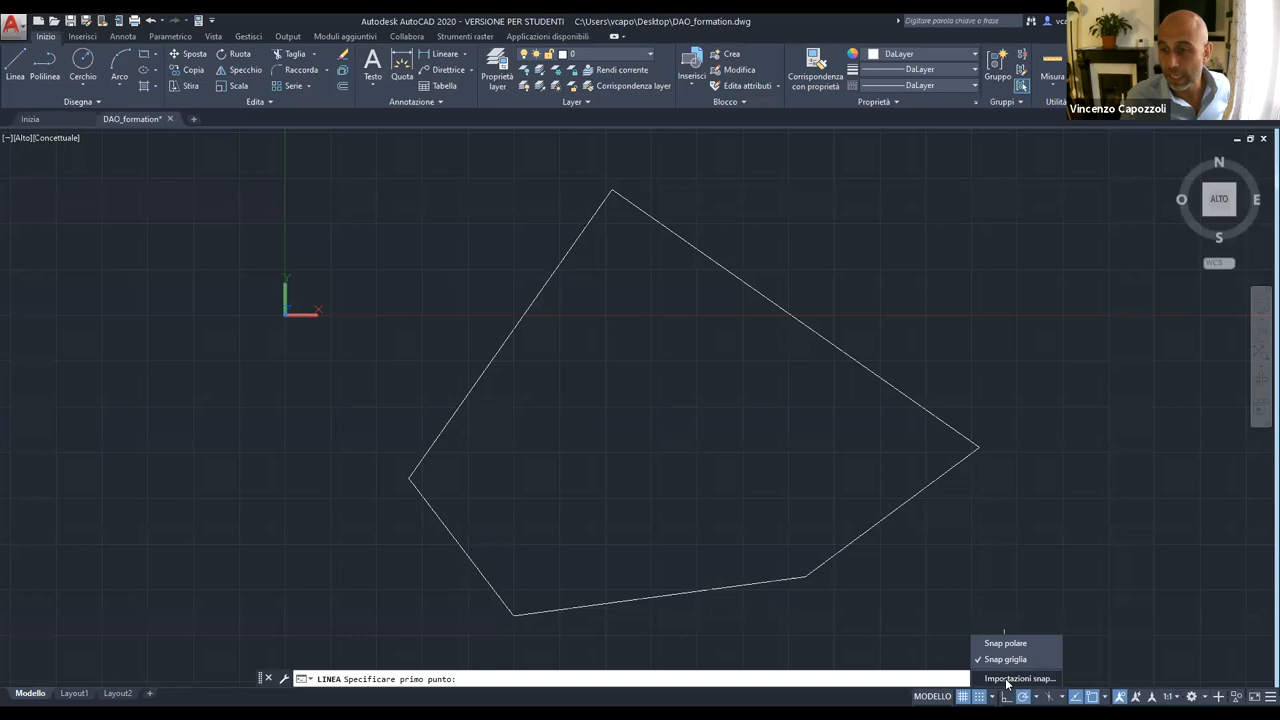 Autodesk AutoCAD 2020 - VERSIONE PER STUDENTI C:\Users\vcapo\Desktop\DAO_formation.dwg
Digitare parola chiave o frase
Inizio Inserisci Annota Parametrico Vista Gestisci Output Moduli aggiuntivi Collabora Strumenti raster Applicazioni disponibili
Linea Polilinea Cerchio Arco
Sposta Ruota Taglia
Copia Specchio Raccorda
Stira Scala
Testo Quota
Lineare
Direttrice
Tabella
Proprietà
layer
0
Rendi corrente
Corrispondenza layer
Inserisci
Crea
Modifica
Edita attributi
Corrispondenza
con proprietà
DaLayer
DaLayer
DaLayer
Gruppo
Misura
Disegna Edita Annotazione Layer Blocco Proprietà Gruppi Utilit
Vincenzo Capozzoli
Inizia DAO_formation*
[−][Alto][Concettuale]
N
O ALTO E
S
WCS
Y
X
Snap polare
Snap griglia
Impostazioni snap...
LINEA Specificare primo punto:
Modello Layout1 Layout2
MODELLO 1:1